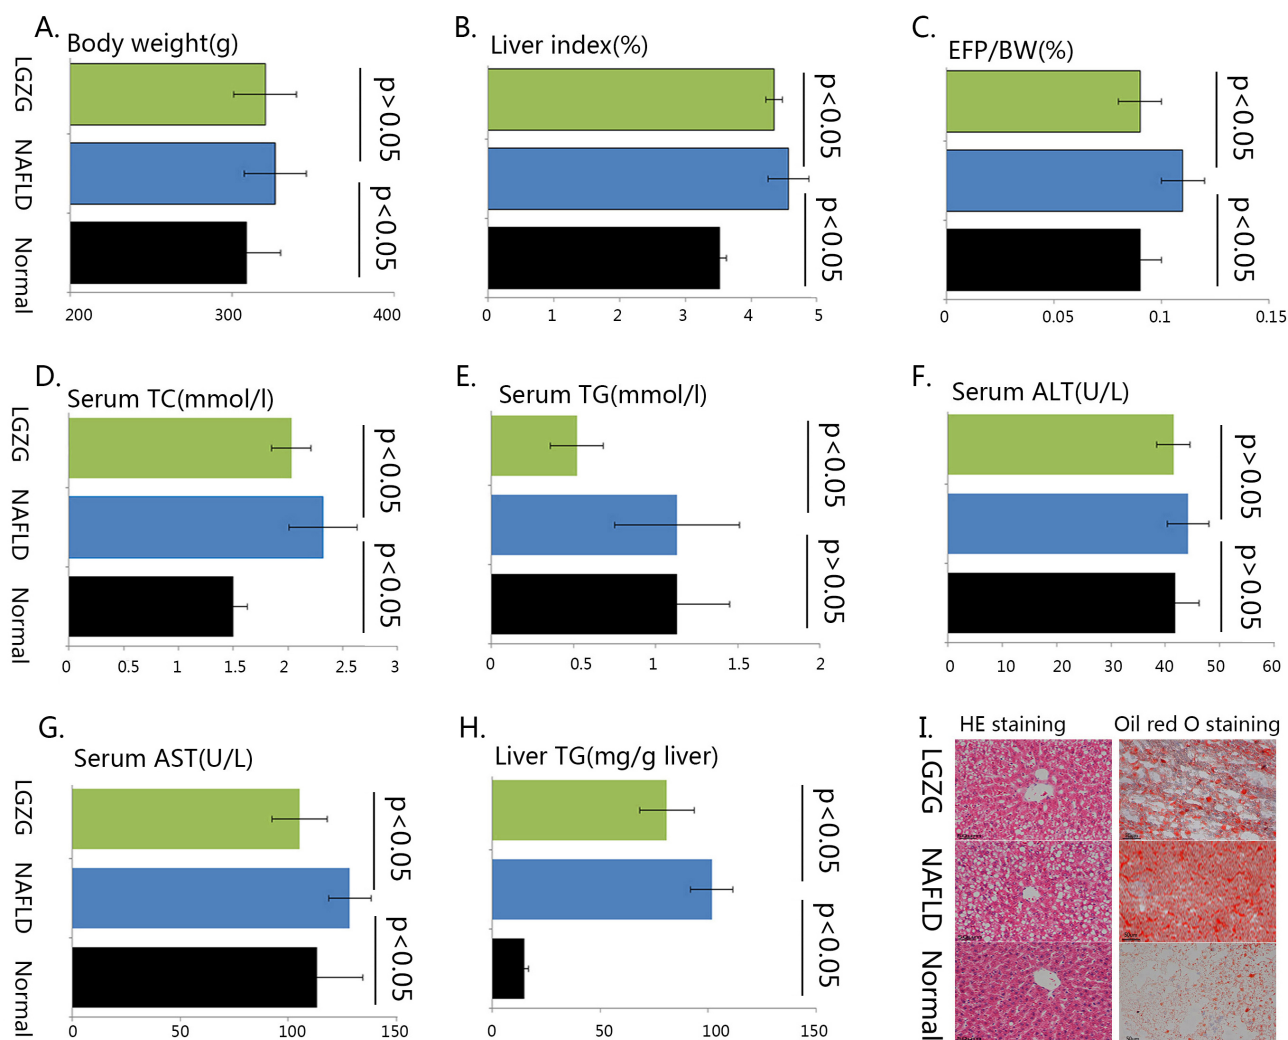 A.
Body weight(g)
LGZG
NAFLD
Normal
p>0.05
p<0.05
200
300
400
B.
Liver index(%)
p<0.05
p<0.05
0
1
2
3
4
5
C.
EFP/BW(%)
p<0.05
p<0.05
0
0.05
0.1
0.15
D.
Serum TC(mmol/l)
LGZG
NAFLD
Normal
p<0.05
p<0.05
0
0.5
1
1.5
2
2.5
3
E.
Serum TG(mmol/l)
p<0.05
p>0.05
0
0.5
1
1.5
2
F.
Serum ALT(U/L)
p>0.05
p>0.05
0
10
20
30
40
50
60
G.
Serum AST(U/L)
LGZG
NAFLD
Normal
p<0.05
p<0.05
0
50
100
150
H.
Liver TG(mg/g liver)
p<0.05
p<0.05
0
50
100
150
I.
HE staining
Oil red O staining
LGZG
NAFLD
Normal